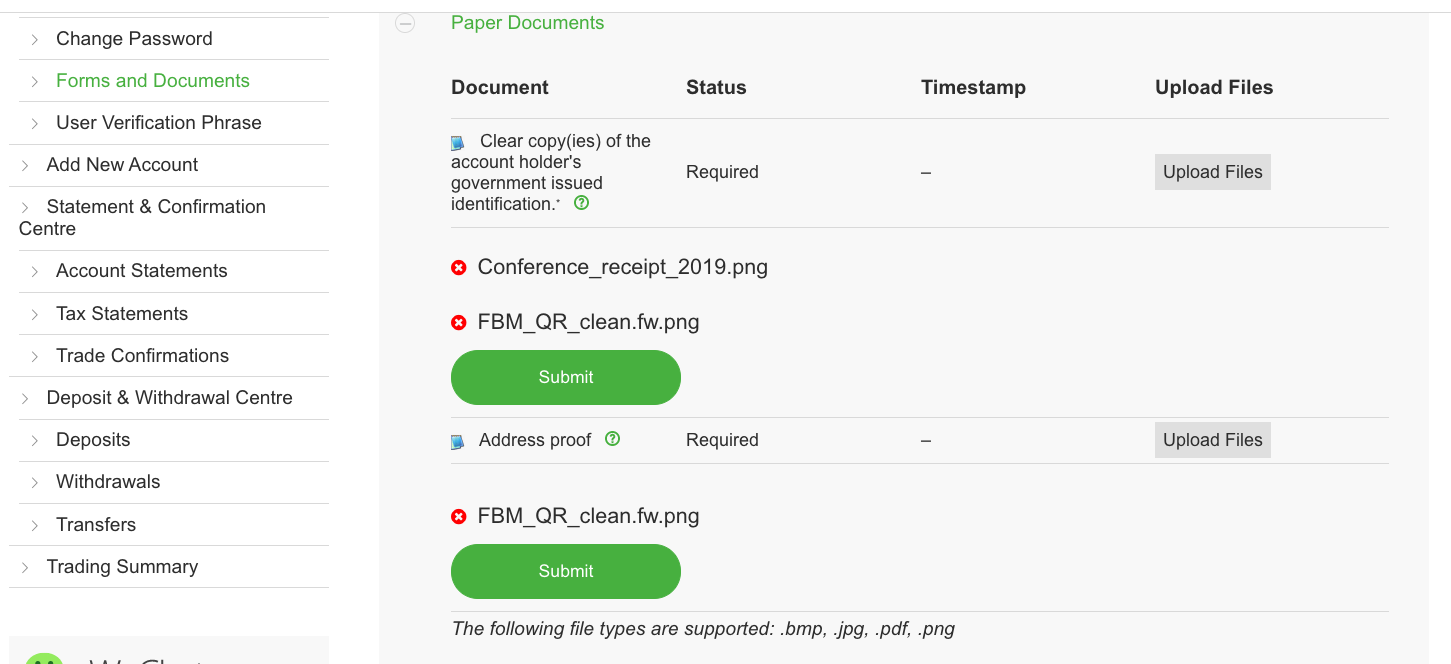 Change Password
Forms and Documents
User Verification Phrase
Add New Account
Statement & Confirmation
Centre
Account Statements
Tax Statements
Trade Confirmations
Deposit & Withdrawal Centre
Deposits
Withdrawals
Transfers
Trading Summary
Paper Documents
Document Status Timestamp Upload Files
Clear copy(ies) of the
account holder's
government issued
identification.*
Required – Upload Files
Conference_receipt_2019.png
FBM_QR_clean.fw.png
Submit
Address proof Required – Upload Files
FBM_QR_clean.fw.png
Submit
The following file types are supported: .bmp, .jpg, .pdf, .png